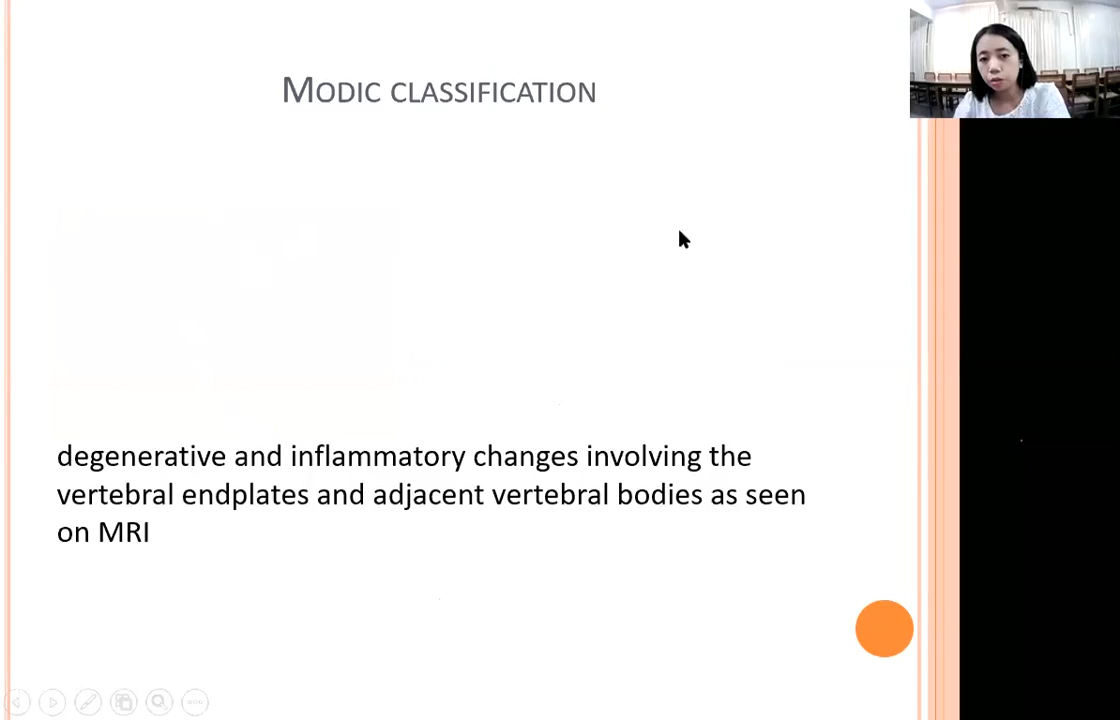 MODIC CLASSIFICATION
degenerative and inflammatory changes involving the
vertebral endplates and adjacent vertebral bodies as seen
on MRI